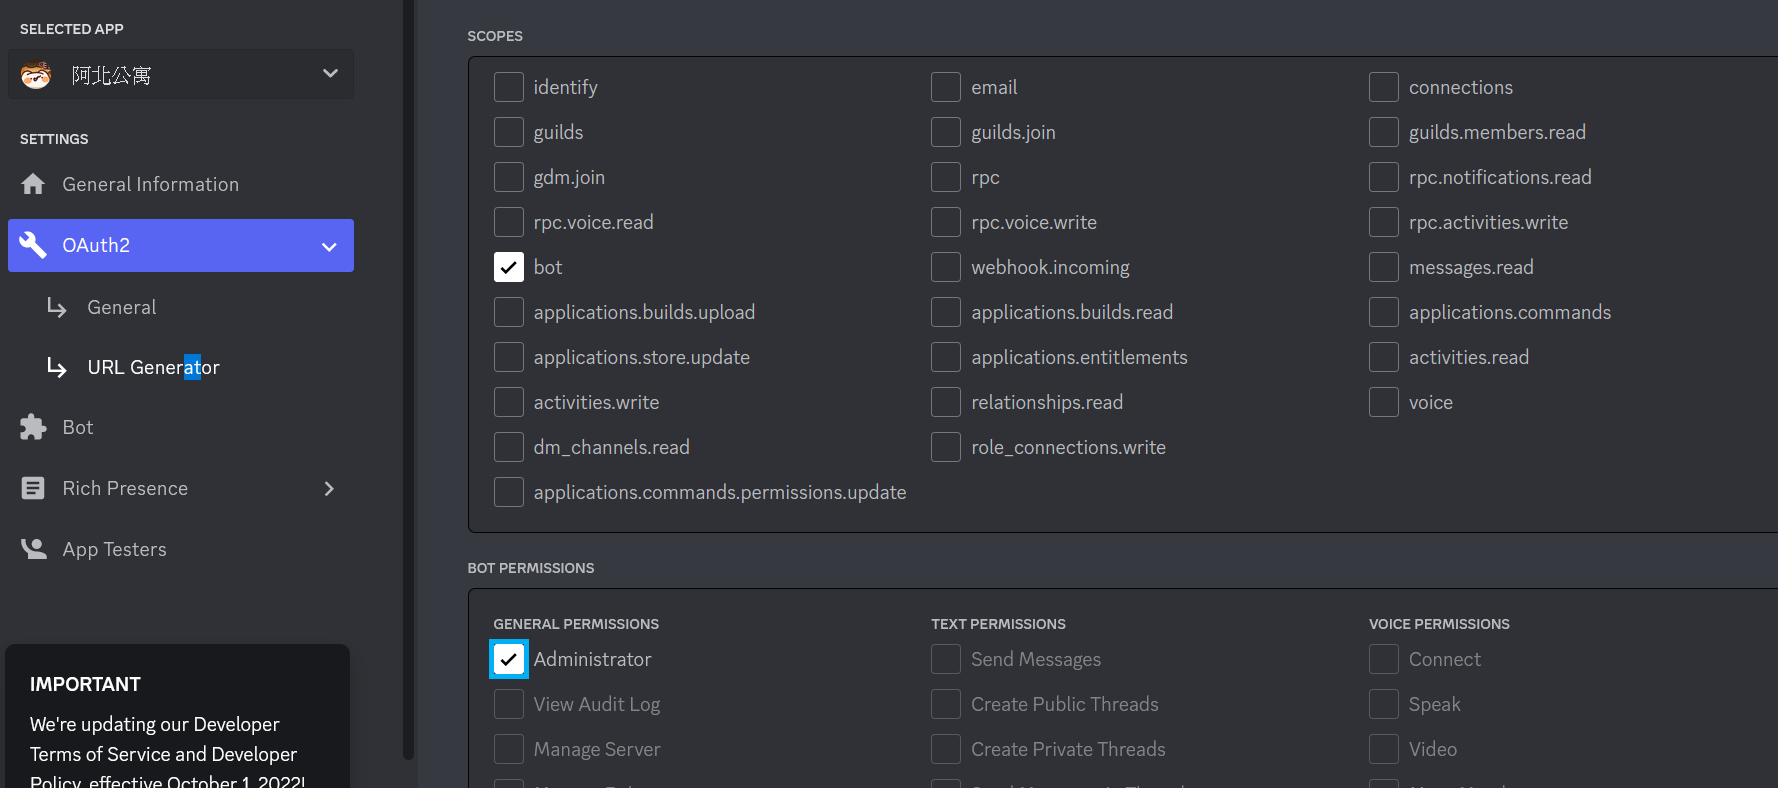 SELECTED APP
阿北公寓
SETTINGS
General Information
OAuth2
General
URL Generator
Bot
Rich Presence
App Testers
IMPORTANT
We're updating our Developer
Terms of Service and Developer
Policy, effective October 1, 2022!
SCOPES
identify email connections
guilds guilds.join guilds.members.read
gdm.join rpc rpc.notifications.read
rpc.voice.read rpc.voice.write rpc.activities.write
bot webhook.incoming messages.read
applications.builds.upload applications.builds.read applications.commands
applications.store.update applications.entitlements activities.read
activities.write relationships.read voice
dm_channels.read role_connections.write
applications.commands.permissions.update
BOT PERMISSIONS
GENERAL PERMISSIONS TEXT PERMISSIONS VOICE PERMISSIONS
Administrator Send Messages Connect
View Audit Log Create Public Threads Speak
Manage Server Create Private Threads Video